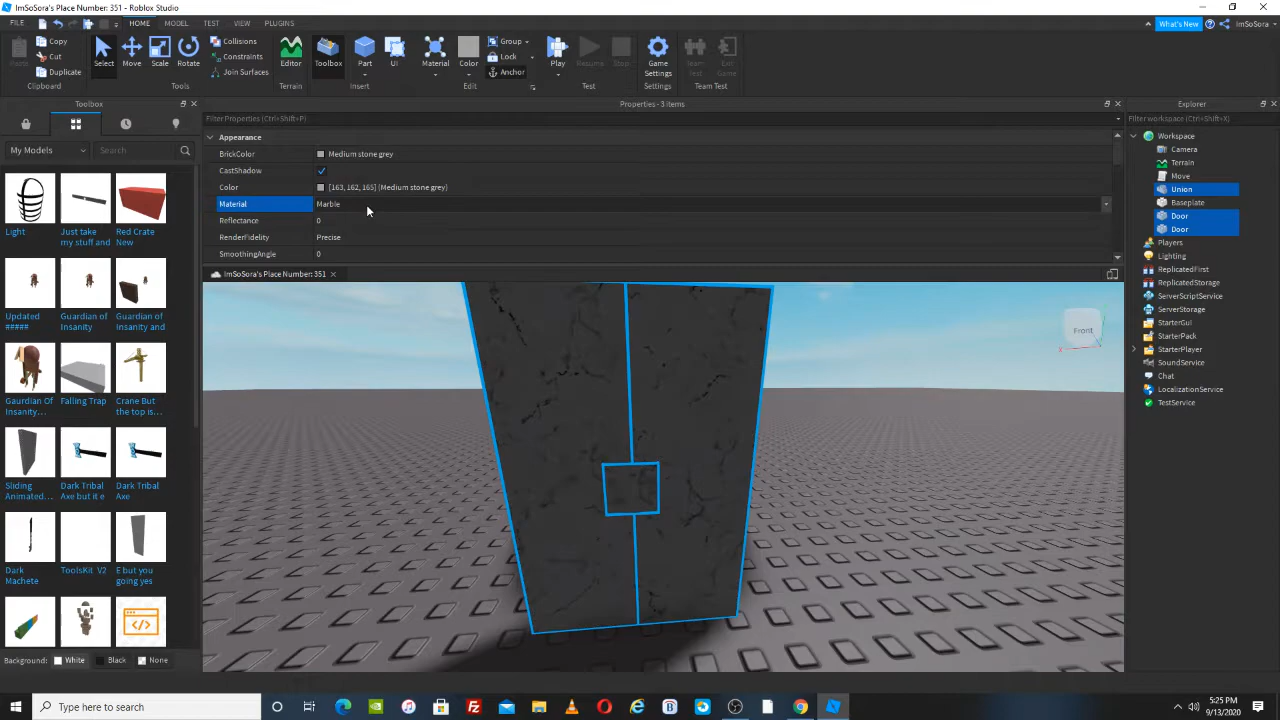 ImSoSora's Place Number: 351 - Roblox Studio
FILE HOME MODEL TEST VIEW PLUGINS What's New ImSoSora
Copy Cut Duplicate Clipboard
Select Move Scale Rotate Collisions Constraints Join Surfaces Tools
Editor Terrain
Toolbox Part UI Insert
Material Color Group Lock Anchor Edit
Play Resume Stop Test
Game Settings Settings
Team Test Exit Game Team Test
Toolbox
My Models Search
Light
Just take my stuff and
Red Crate New
Updated #####
Guardian of Insanity
Guardian of Insanity and
Gaurdian Of Insanity...
Falling Trap
Crane But the top is...
Sliding Animated...
Dark Tribal Axe but it e
Dark Tribal Axe
Dark Machete
ToolsKit V2
E but you going yes
Background: White Black None
Properties - 3 items
Filter Properties (Ctrl+Shift+P)
Appearance
BrickColor Medium stone grey
CastShadow
Color [163, 162, 165] (Medium stone grey)
Material Marble
Reflectance 0
RenderFidelity Precise
SmoothingAngle 0
ImSoSora's Place Number: 351
Front
X
Explorer
Filter workspace (Ctrl+Shift+X)
Workspace
Camera
Terrain
Move
Union
Baseplate
Door
Door
Players
Lighting
ReplicatedFirst
ReplicatedStorage
ServerScriptService
ServerStorage
StarterGui
StarterPack
StarterPlayer
SoundService
Chat
LocalizationService
TestService
Type here to search
5:25 PM
9/13/2020